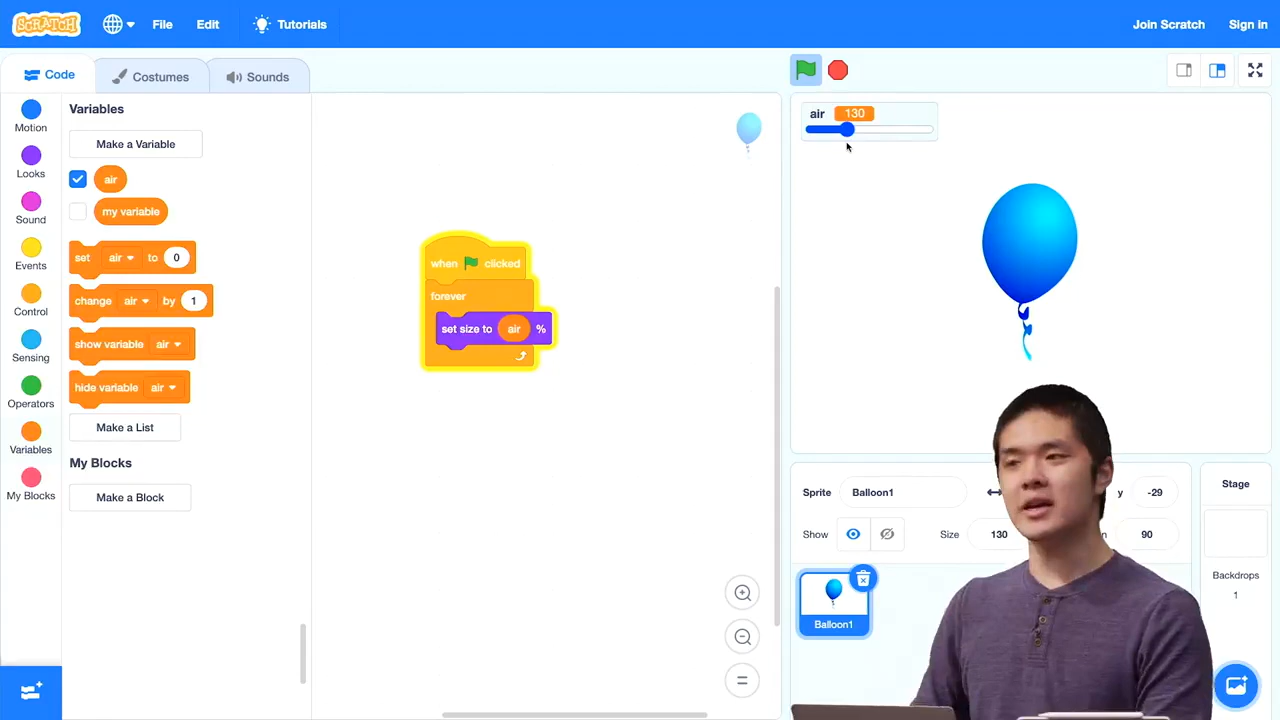 SCRATCH
File
Edit
Tutorials
Join Scratch
Sign in
Code
Costumes
Sounds
Motion
Looks
Sound
Events
Control
Sensing
Operators
Variables
My Blocks
Variables
Make a Variable
air
my variable
set air to 0
change air by 1
show variable air
hide variable air
Make a List
My Blocks
Make a Block
when clicked
forever
set size to air %
air 130
Sprite Balloon1
y -29
Show
Size 130
90
Balloon1
Stage
Backdrops
1